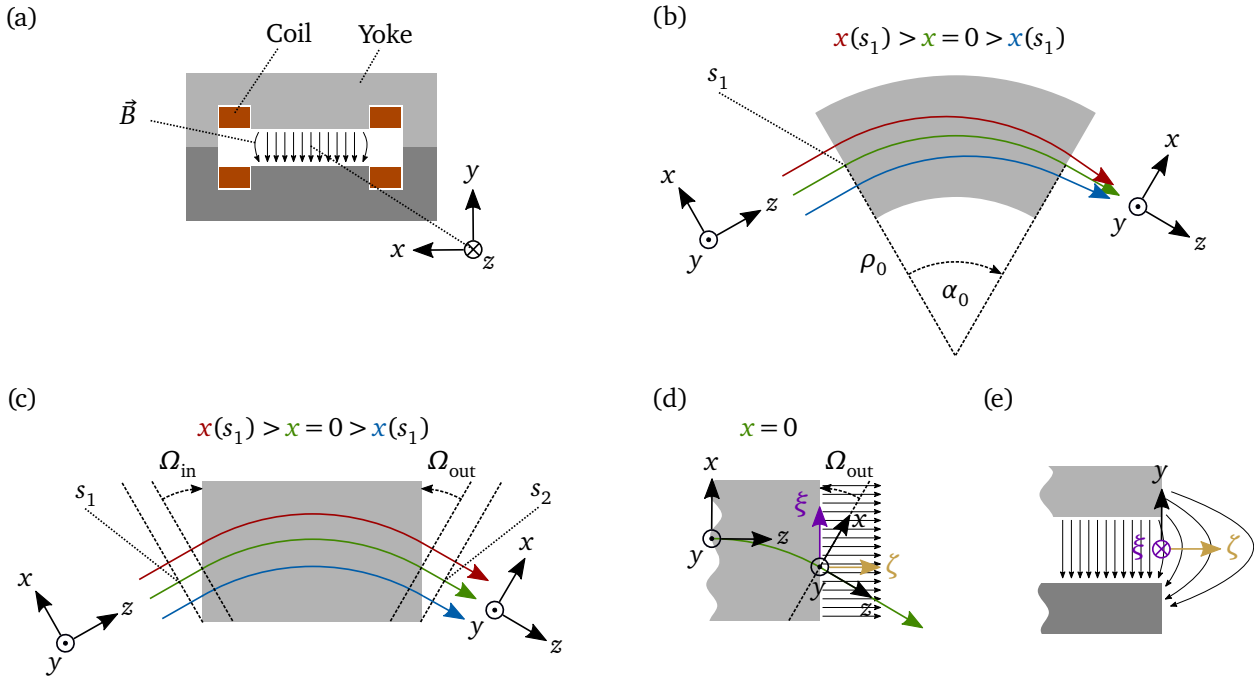 (a)
Coil
Yoke
B⃗
y
x
z
(b)
x(s₁) > x = 0 > x(s₁)
s₁
x
z
y
x
y
z
ρ₀
α₀
(c)
x(s₁) > x = 0 > x(s₁)
Ωin
Ωout
s₁
s₂
x
z
y
x
y
z
(d)
x = 0
x
Ωout
ξ
x
z
y
ζ
y
z
(e)
y
ξ
ζ